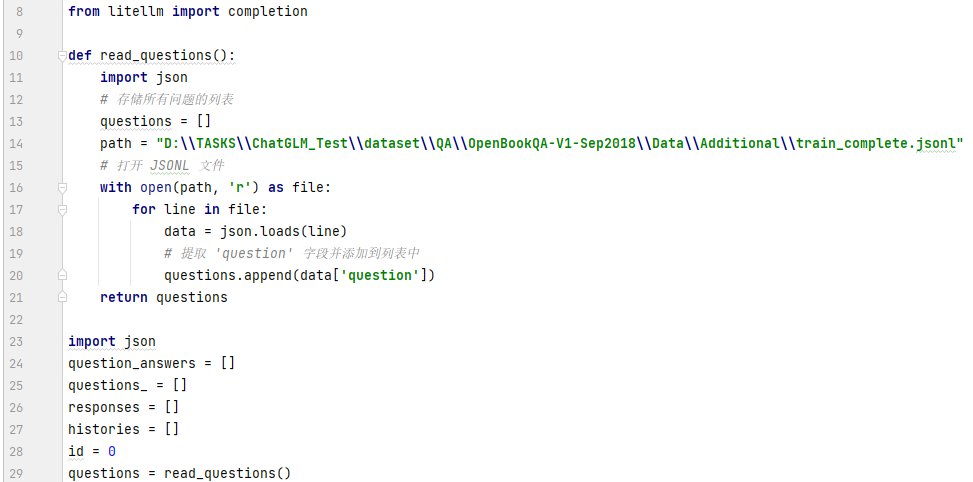 8 from litellm import completion
9
10 def read_questions():
11     import json
12     # 存储所有问题的列表
13     questions = []
14     path = "D:\\TASKS\\ChatGLM_Test\\dataset\\QA\\OpenBookQA-V1-Sep2018\\Data\\Additional\\train_complete.jsonl"
15     # 打开 JSONL 文件
16     with open(path, 'r') as file:
17         for line in file:
18             data = json.loads(line)
19             # 提取 'question' 字段并添加到列表中
20             questions.append(data['question'])
21     return questions
22
23 import json
24 question_answers = []
25 questions_ = []
26 responses = []
27 histories = []
28 id = 0
29 questions = read_questions()